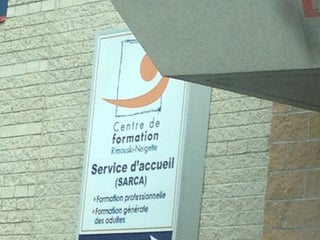 Centre de
formation
Rimouski-Neigette
Service d'accueil
(SARCA)
• Formation professionnelle
• Formation générale
des adultes